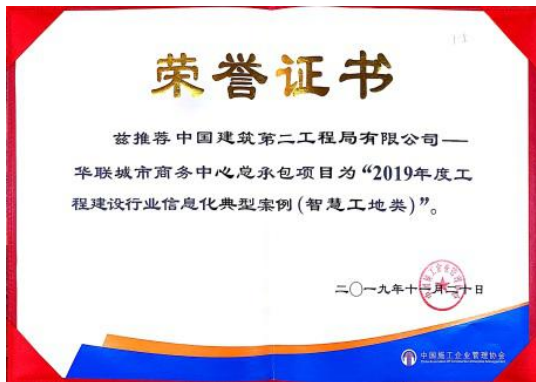 荣誉证书
兹推荐中国建筑第二工程局有限公司—
华联城市商务中心总承包项目为“2019年度工
程建设行业信息化典型案例(智慧工地类)”。
二〇一九年十一月二十日
中国施工企业管理协会